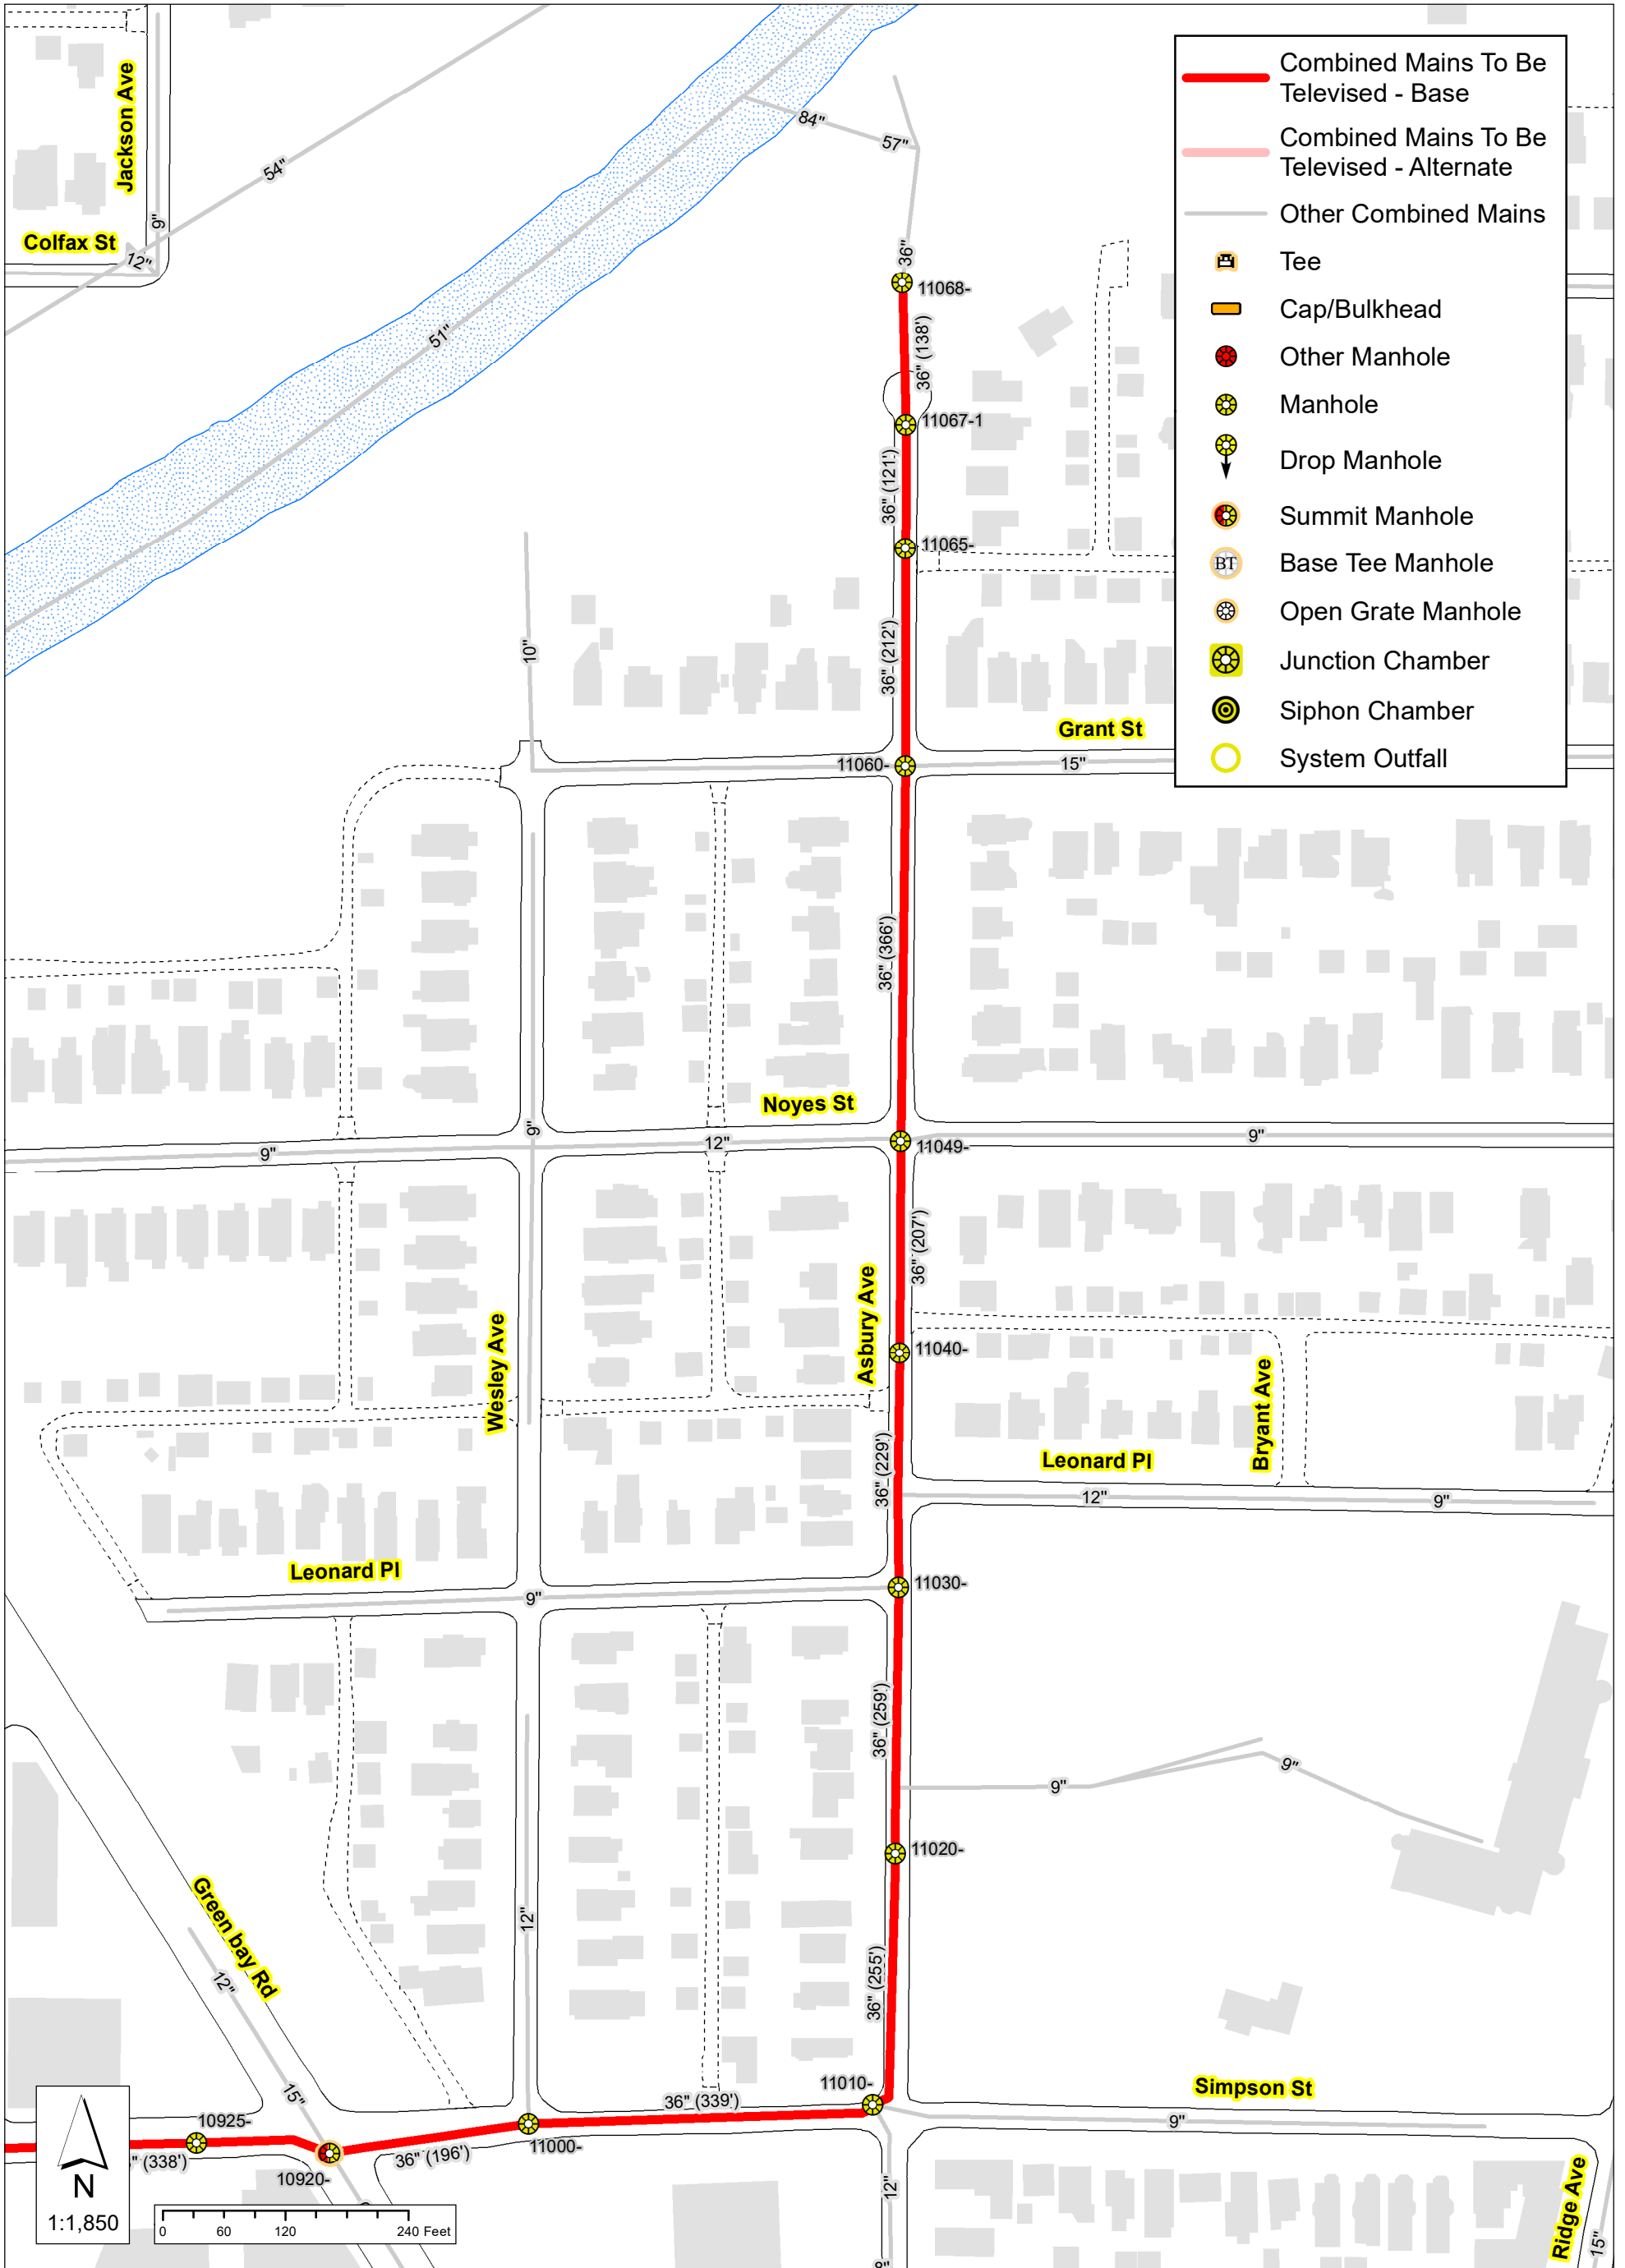 Combined Mains To Be
Televised - Base
Combined Mains To Be
Televised - Alternate
Other Combined Mains
Tee
Cap/Bulkhead
Other Manhole
Manhole
Drop Manhole
Summit Manhole
BT
Base Tee Manhole
Open Grate Manhole
Junction Chamber
Siphon Chamber
System Outfall
Jackson Ave
54"
84"
57"
9"
Colfax St
12"
36"
11068-
51"
36" (138')
11067-1
36" (121')
11065-
10"
36" (212')
Grant St
11060-
15"
36" (366')
Noyes St
9"
9"
12"
11049-
9"
36" (207')
Asbury Ave
Wesley Ave
11040-
Bryant Ave
36" (229')
Leonard Pl
12"
9"
Leonard Pl
11030-
9"
36" (259')
9"
9"
11020-
Green bay Rd
12"
12"
36" (255')
15"
11010-
36" (339')
Simpson St
9"
10925-
" (338')
10920-
36" (196')
11000-
12"
Ridge Ave
15"
N
1:1,850
0 60 120 240 Feet